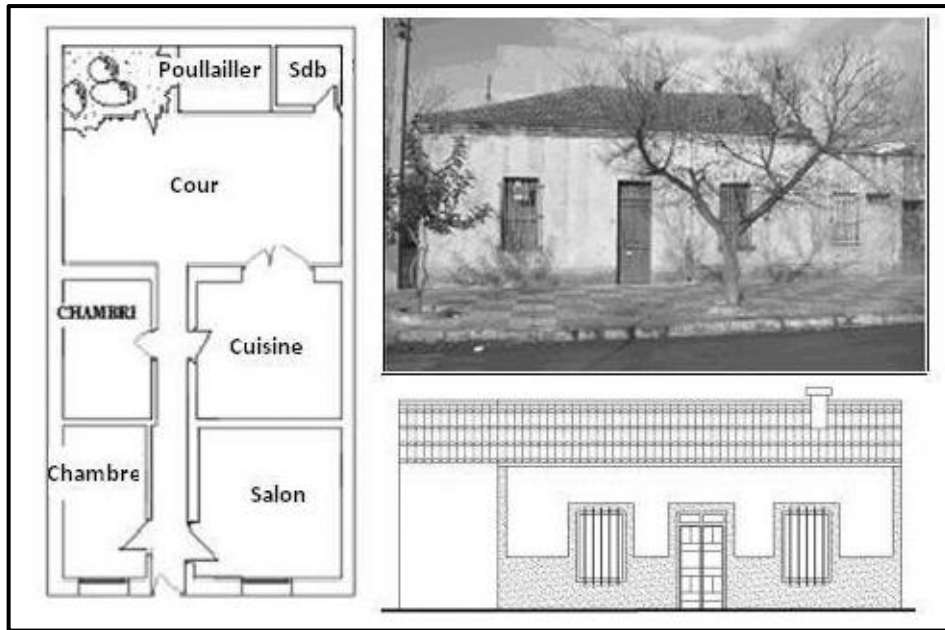 Poullailler
Sdb
Cour
CHAMBRI
Cuisine
Chambre
Salon